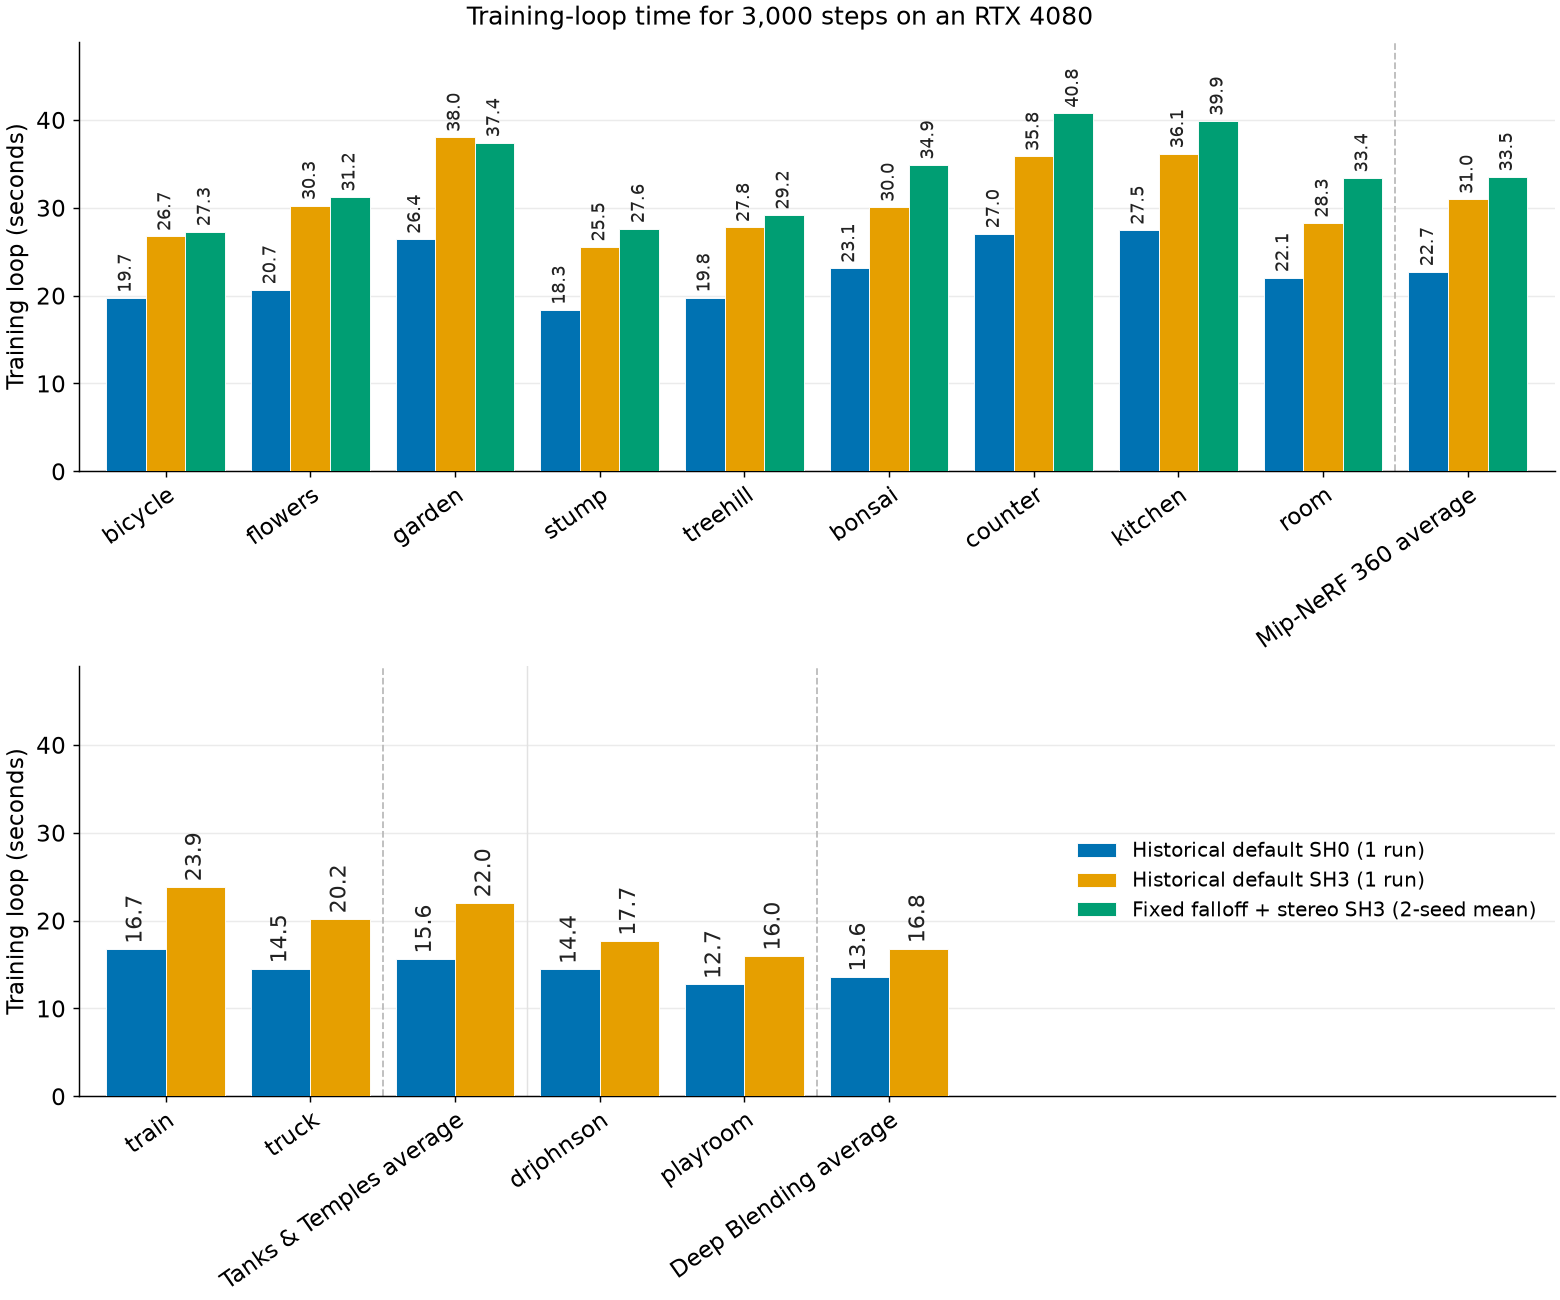 Training-loop time for 3,000 steps on an RTX 4080
Training loop (seconds)
40
30
20
10
0
19.7 26.7 27.3
20.7 30.3 31.2
26.4 38.0 37.4
18.3 25.5 27.6
19.8 27.8 29.2
23.1 30.0 34.9
27.0 35.8 40.8
27.5 36.1 39.9
22.1 28.3 33.4
22.7 31.0 33.5
bicycle
flowers
garden
stump
treehill
bonsai
counter
kitchen
room
Mip-NeRF 360 average
Training loop (seconds)
40
30
20
10
0
16.7 23.9
14.5 20.2
15.6 22.0
14.4 17.7
12.7 16.0
13.6 16.8
Historical default SH0 (1 run)
Historical default SH3 (1 run)
Fixed falloff + stereo SH3 (2-seed mean)
train
truck
Tanks & Temples average
drjohnson
playroom
Deep Blending average